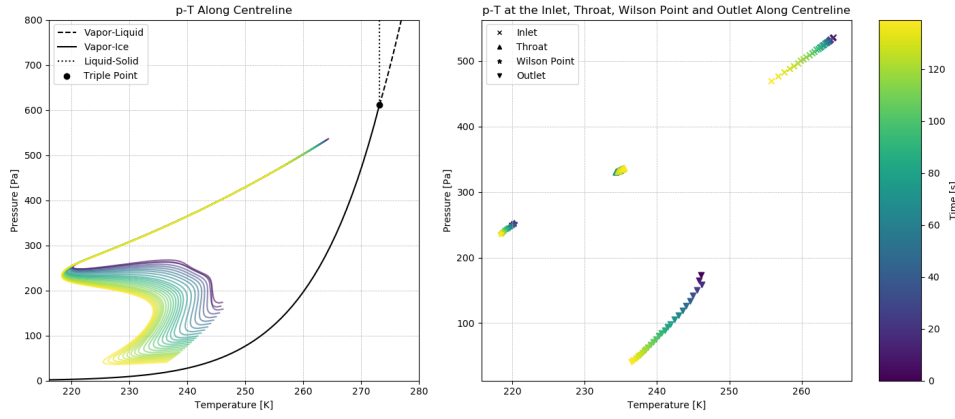 p-T Along Centreline
800
700
600
500
400
300
200
100
0
Pressure [Pa]
Vapor-Liquid
Vapor-Ice
Liquid-Solid
Triple Point
220
230
240
250
260
270
280
Temperature [K]
p-T at the Inlet, Throat, Wilson Point and Outlet Along Centreline
500
400
300
200
100
Pressure [Pa]
Inlet
Throat
Wilson Point
Outlet
220
230
240
250
260
Temperature [K]
120
100
80
60
40
20
0
Time [s]